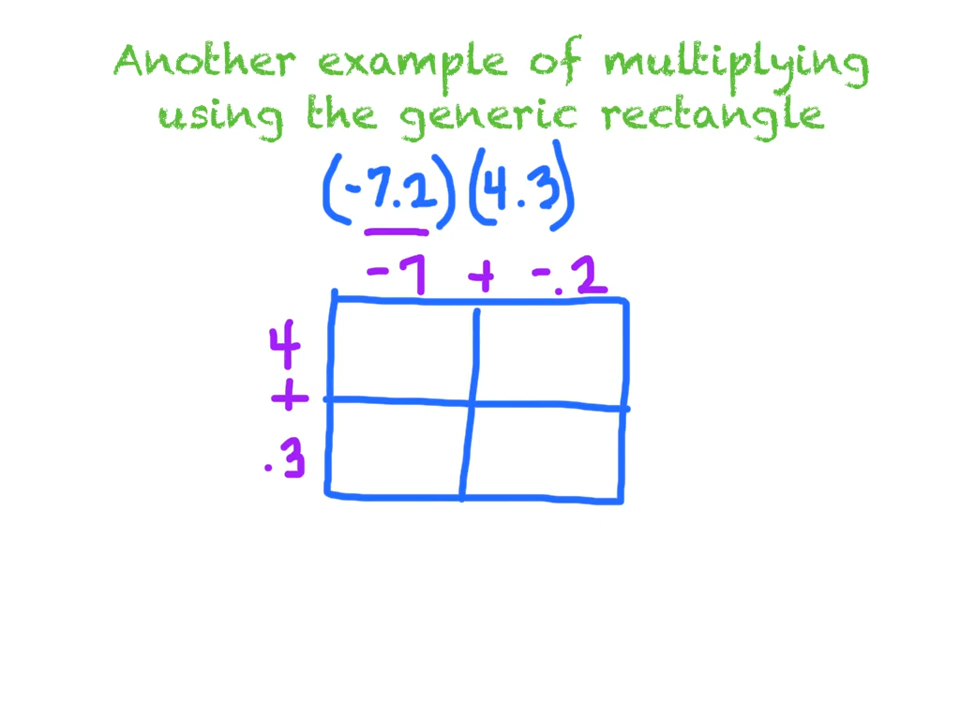 Another example of multiplying
using the generic rectangle
(-7.2)(4.3)
-7 + -.2
4
+
.3